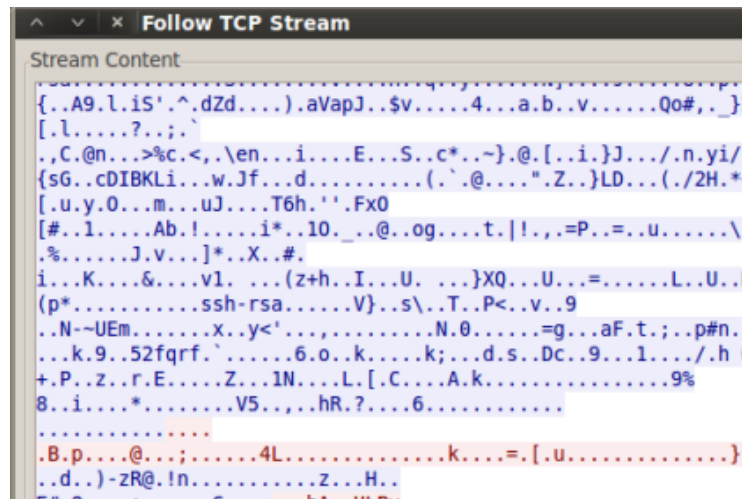 Follow TCP Stream
Stream Content
{..A9.l.iS'.^.dZd....).aVapJ..$v.....4...a.b..v......Qo#,._}
[.l.....?..;.`
.,C.@n...>%c.<,.\en...i....E...S..c*..~}.@.[..i.}J.../.n.yi/
{sG..cDIBKLi...w.Jf...d..........(.`.@....".Z..}LD...(./2H.*
[.u.y.O...m...uJ....T6h.''.FxO
[#..1.....Ab.!.....i*..1O._..@..og....t.|!.,.=P..=..u......\
.%......J.v...]*..X..#.
i...K....&....v1. ...(z+h..I...U. ...}XQ...U...=......L..U..
(p*...........ssh-rsa......V}..s\..T..P<..v..9
..N-~UEm.......x..y<'...,.........N.0......=g...aF.t.;..p#n.
...k.9..52fqrf.`......6.o..k.....k;...d.s..Dc..9...1..../.h
+.P..z..r.E.....Z...1N....L.[.C....A.k................9%
8..i....*........V5..,..hR.?....6............
................
.B.p....@...;......4L..............k....=.[.u..............}
..d..)-zR@.!n...........z...H..